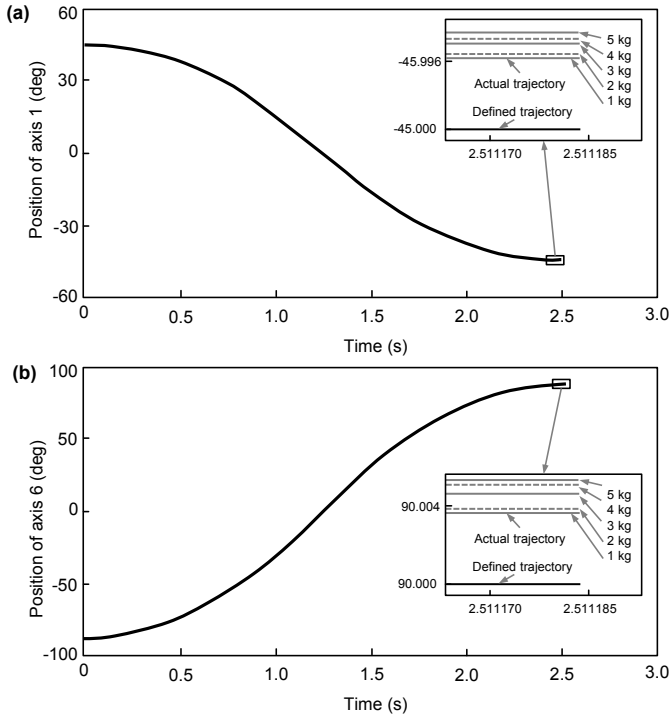 (a)
60
30
0
-30
-60
Position of axis 1 (deg)
0
0.5
1.0
1.5
2.0
2.5
3.0
Time (s)
-45.996
-45.000
5 kg
4 kg
3 kg
2 kg
1 kg
Actual trajectory
Defined trajectory
2.511170
2.511185
(b)
100
50
0
-50
-100
Position of axis 6 (deg)
0.0
0.5
1.0
1.5
2.0
2.5
3.0
Time (s)
90.004
90.000
5 kg
4 kg
3 kg
2 kg
1 kg
Actual trajectory
Defined trajectory
2.511170
2.511185